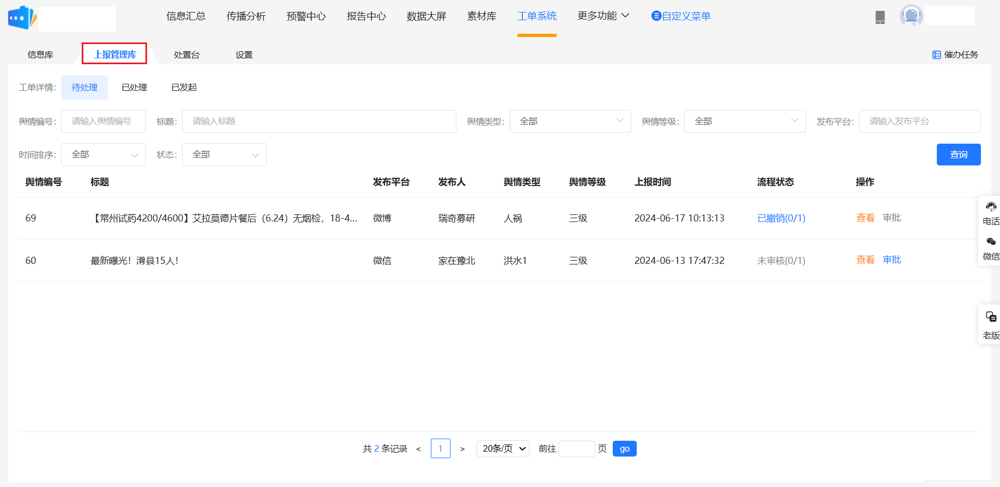 信息汇总 传播分析 预警中心 报告中心 数据大屏 素材库 工单系统 更多功能 自定义菜单
信息库 上报管理库 处置台 设置 催办任务
工单详情: 待处理 已处理 已发起
舆情编号: 请输入舆情编号 标题: 请输入标题 舆情类型: 全部 舆情等级: 全部 发布平台: 请输入发布平台
时间排序: 全部 状态: 全部 查询
舆情编号 标题 发布平台 发布人 舆情类型 舆情等级 上报时间 流程状态 操作
69 【常州试药4200/4600】艾拉莫德片餐后（6.24）无烟检，18-4... 微博 瑞奇募研 人祸 三级 2024-06-17 10:13:13 已撤销(0/1) 查看 审批
电话
60 最新曝光！滑县15人！ 微信 家在豫北 洪水1 三级 2024-06-13 17:47:32 未审核(0/1) 查看 审批
微信
老版
共 2 条记录 < 1 > 20条/页 前往 页 go